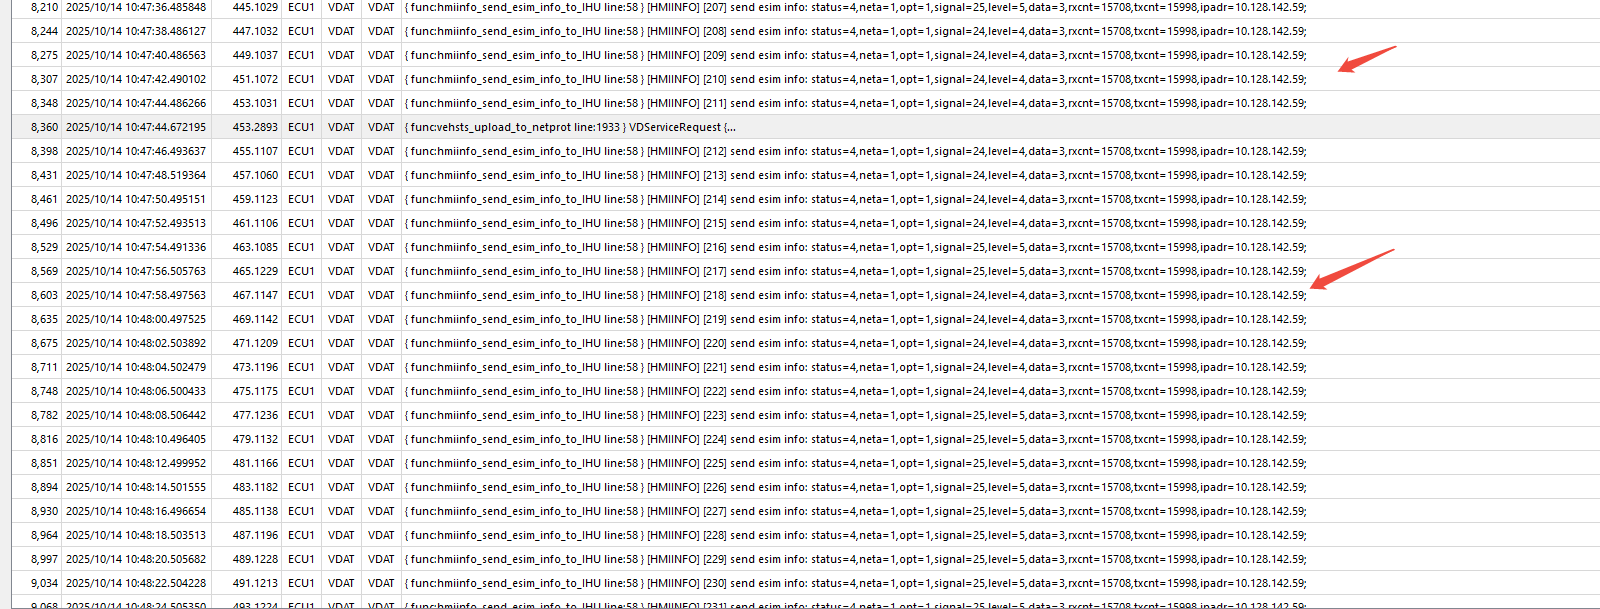 8,210 2025/10/14 10:47:36.485848 445.1029 ECU1 VDAT VDAT { func:hmiinfo_send_esim_info_to_IHU line:58 } [HMIINFO] [207] send esim info: status=4,neta=1,opt=1,signal=25,level=5,data=3,rxcnt=15708,txcnt=15998,ipadr=10.128.142.59;
8,244 2025/10/14 10:47:38.486127 447.1032 ECU1 VDAT VDAT { func:hmiinfo_send_esim_info_to_IHU line:58 } [HMIINFO] [208] send esim info: status=4,neta=1,opt=1,signal=24,level=4,data=3,rxcnt=15708,txcnt=15998,ipadr=10.128.142.59;
8,275 2025/10/14 10:47:40.486563 449.1037 ECU1 VDAT VDAT { func:hmiinfo_send_esim_info_to_IHU line:58 } [HMIINFO] [209] send esim info: status=4,neta=1,opt=1,signal=24,level=4,data=3,rxcnt=15708,txcnt=15998,ipadr=10.128.142.59;
8,307 2025/10/14 10:47:42.490102 451.1072 ECU1 VDAT VDAT { func:hmiinfo_send_esim_info_to_IHU line:58 } [HMIINFO] [210] send esim info: status=4,neta=1,opt=1,signal=24,level=4,data=3,rxcnt=15708,txcnt=15998,ipadr=10.128.142.59;
8,348 2025/10/14 10:47:44.486266 453.1031 ECU1 VDAT VDAT { func:hmiinfo_send_esim_info_to_IHU line:58 } [HMIINFO] [211] send esim info: status=4,neta=1,opt=1,signal=24,level=4,data=3,rxcnt=15708,txcnt=15998,ipadr=10.128.142.59;
8,360 2025/10/14 10:47:44.672195 453.2893 ECU1 VDAT VDAT { func:vehsts_upload_to_netprot line:1933 } VDServiceRequest {...
8,398 2025/10/14 10:47:46.493637 455.1107 ECU1 VDAT VDAT { func:hmiinfo_send_esim_info_to_IHU line:58 } [HMIINFO] [212] send esim info: status=4,neta=1,opt=1,signal=24,level=4,data=3,rxcnt=15708,txcnt=15998,ipadr=10.128.142.59;
8,431 2025/10/14 10:47:48.519364 457.1060 ECU1 VDAT VDAT { func:hmiinfo_send_esim_info_to_IHU line:58 } [HMIINFO] [213] send esim info: status=4,neta=1,opt=1,signal=24,level=4,data=3,rxcnt=15708,txcnt=15998,ipadr=10.128.142.59;
8,461 2025/10/14 10:47:50.495151 459.1123 ECU1 VDAT VDAT { func:hmiinfo_send_esim_info_to_IHU line:58 } [HMIINFO] [214] send esim info: status=4,neta=1,opt=1,signal=24,level=4,data=3,rxcnt=15708,txcnt=15998,ipadr=10.128.142.59;
8,496 2025/10/14 10:47:52.493513 461.1106 ECU1 VDAT VDAT { func:hmiinfo_send_esim_info_to_IHU line:58 } [HMIINFO] [215] send esim info: status=4,neta=1,opt=1,signal=24,level=4,data=3,rxcnt=15708,txcnt=15998,ipadr=10.128.142.59;
8,529 2025/10/14 10:47:54.491336 463.1085 ECU1 VDAT VDAT { func:hmiinfo_send_esim_info_to_IHU line:58 } [HMIINFO] [216] send esim info: status=4,neta=1,opt=1,signal=25,level=5,data=3,rxcnt=15708,txcnt=15998,ipadr=10.128.142.59;
8,569 2025/10/14 10:47:56.505763 465.1229 ECU1 VDAT VDAT { func:hmiinfo_send_esim_info_to_IHU line:58 } [HMIINFO] [217] send esim info: status=4,neta=1,opt=1,signal=25,level=5,data=3,rxcnt=15708,txcnt=15998,ipadr=10.128.142.59;
8,603 2025/10/14 10:47:58.497563 467.1147 ECU1 VDAT VDAT { func:hmiinfo_send_esim_info_to_IHU line:58 } [HMIINFO] [218] send esim info: status=4,neta=1,opt=1,signal=24,level=4,data=3,rxcnt=15708,txcnt=15998,ipadr=10.128.142.59;
8,635 2025/10/14 10:48:00.497525 469.1142 ECU1 VDAT VDAT { func:hmiinfo_send_esim_info_to_IHU line:58 } [HMIINFO] [219] send esim info: status=4,neta=1,opt=1,signal=24,level=4,data=3,rxcnt=15708,txcnt=15998,ipadr=10.128.142.59;
8,675 2025/10/14 10:48:02.503892 471.1209 ECU1 VDAT VDAT { func:hmiinfo_send_esim_info_to_IHU line:58 } [HMIINFO] [220] send esim info: status=4,neta=1,opt=1,signal=24,level=4,data=3,rxcnt=15708,txcnt=15998,ipadr=10.128.142.59;
8,711 2025/10/14 10:48:04.502479 473.1196 ECU1 VDAT VDAT { func:hmiinfo_send_esim_info_to_IHU line:58 } [HMIINFO] [221] send esim info: status=4,neta=1,opt=1,signal=24,level=4,data=3,rxcnt=15708,txcnt=15998,ipadr=10.128.142.59;
8,748 2025/10/14 10:48:06.500433 475.1175 ECU1 VDAT VDAT { func:hmiinfo_send_esim_info_to_IHU line:58 } [HMIINFO] [222] send esim info: status=4,neta=1,opt=1,signal=24,level=4,data=3,rxcnt=15708,txcnt=15998,ipadr=10.128.142.59;
8,782 2025/10/14 10:48:08.506442 477.1236 ECU1 VDAT VDAT { func:hmiinfo_send_esim_info_to_IHU line:58 } [HMIINFO] [223] send esim info: status=4,neta=1,opt=1,signal=25,level=5,data=3,rxcnt=15708,txcnt=15998,ipadr=10.128.142.59;
8,816 2025/10/14 10:48:10.496405 479.1132 ECU1 VDAT VDAT { func:hmiinfo_send_esim_info_to_IHU line:58 } [HMIINFO] [224] send esim info: status=4,neta=1,opt=1,signal=25,level=5,data=3,rxcnt=15708,txcnt=15998,ipadr=10.128.142.59;
8,851 2025/10/14 10:48:12.499952 481.1166 ECU1 VDAT VDAT { func:hmiinfo_send_esim_info_to_IHU line:58 } [HMIINFO] [225] send esim info: status=4,neta=1,opt=1,signal=25,level=5,data=3,rxcnt=15708,txcnt=15998,ipadr=10.128.142.59;
8,894 2025/10/14 10:48:14.501555 483.1182 ECU1 VDAT VDAT { func:hmiinfo_send_esim_info_to_IHU line:58 } [HMIINFO] [226] send esim info: status=4,neta=1,opt=1,signal=25,level=5,data=3,rxcnt=15708,txcnt=15998,ipadr=10.128.142.59;
8,930 2025/10/14 10:48:16.496654 485.1138 ECU1 VDAT VDAT { func:hmiinfo_send_esim_info_to_IHU line:58 } [HMIINFO] [227] send esim info: status=4,neta=1,opt=1,signal=25,level=5,data=3,rxcnt=15708,txcnt=15998,ipadr=10.128.142.59;
8,964 2025/10/14 10:48:18.503513 487.1196 ECU1 VDAT VDAT { func:hmiinfo_send_esim_info_to_IHU line:58 } [HMIINFO] [228] send esim info: status=4,neta=1,opt=1,signal=25,level=5,data=3,rxcnt=15708,txcnt=15998,ipadr=10.128.142.59;
8,997 2025/10/14 10:48:20.505682 489.1228 ECU1 VDAT VDAT { func:hmiinfo_send_esim_info_to_IHU line:58 } [HMIINFO] [229] send esim info: status=4,neta=1,opt=1,signal=25,level=5,data=3,rxcnt=15708,txcnt=15998,ipadr=10.128.142.59;
9,034 2025/10/14 10:48:22.504228 491.1213 ECU1 VDAT VDAT { func:hmiinfo_send_esim_info_to_IHU line:58 } [HMIINFO] [230] send esim info: status=4,neta=1,opt=1,signal=25,level=5,data=3,rxcnt=15708,txcnt=15998,ipadr=10.128.142.59;
9,068 2025/10/14 10:48:24.505350 493.1224 ECU1 VDAT VDAT { func:hmiinfo_send_esim_info_to_IHU line:58 } [HMIINFO] [231] send esim info: status=4,neta=1,opt=1,signal=25,level=5,data=3,rxcnt=15708,txcnt=15998,ipadr=10.128.142.59;